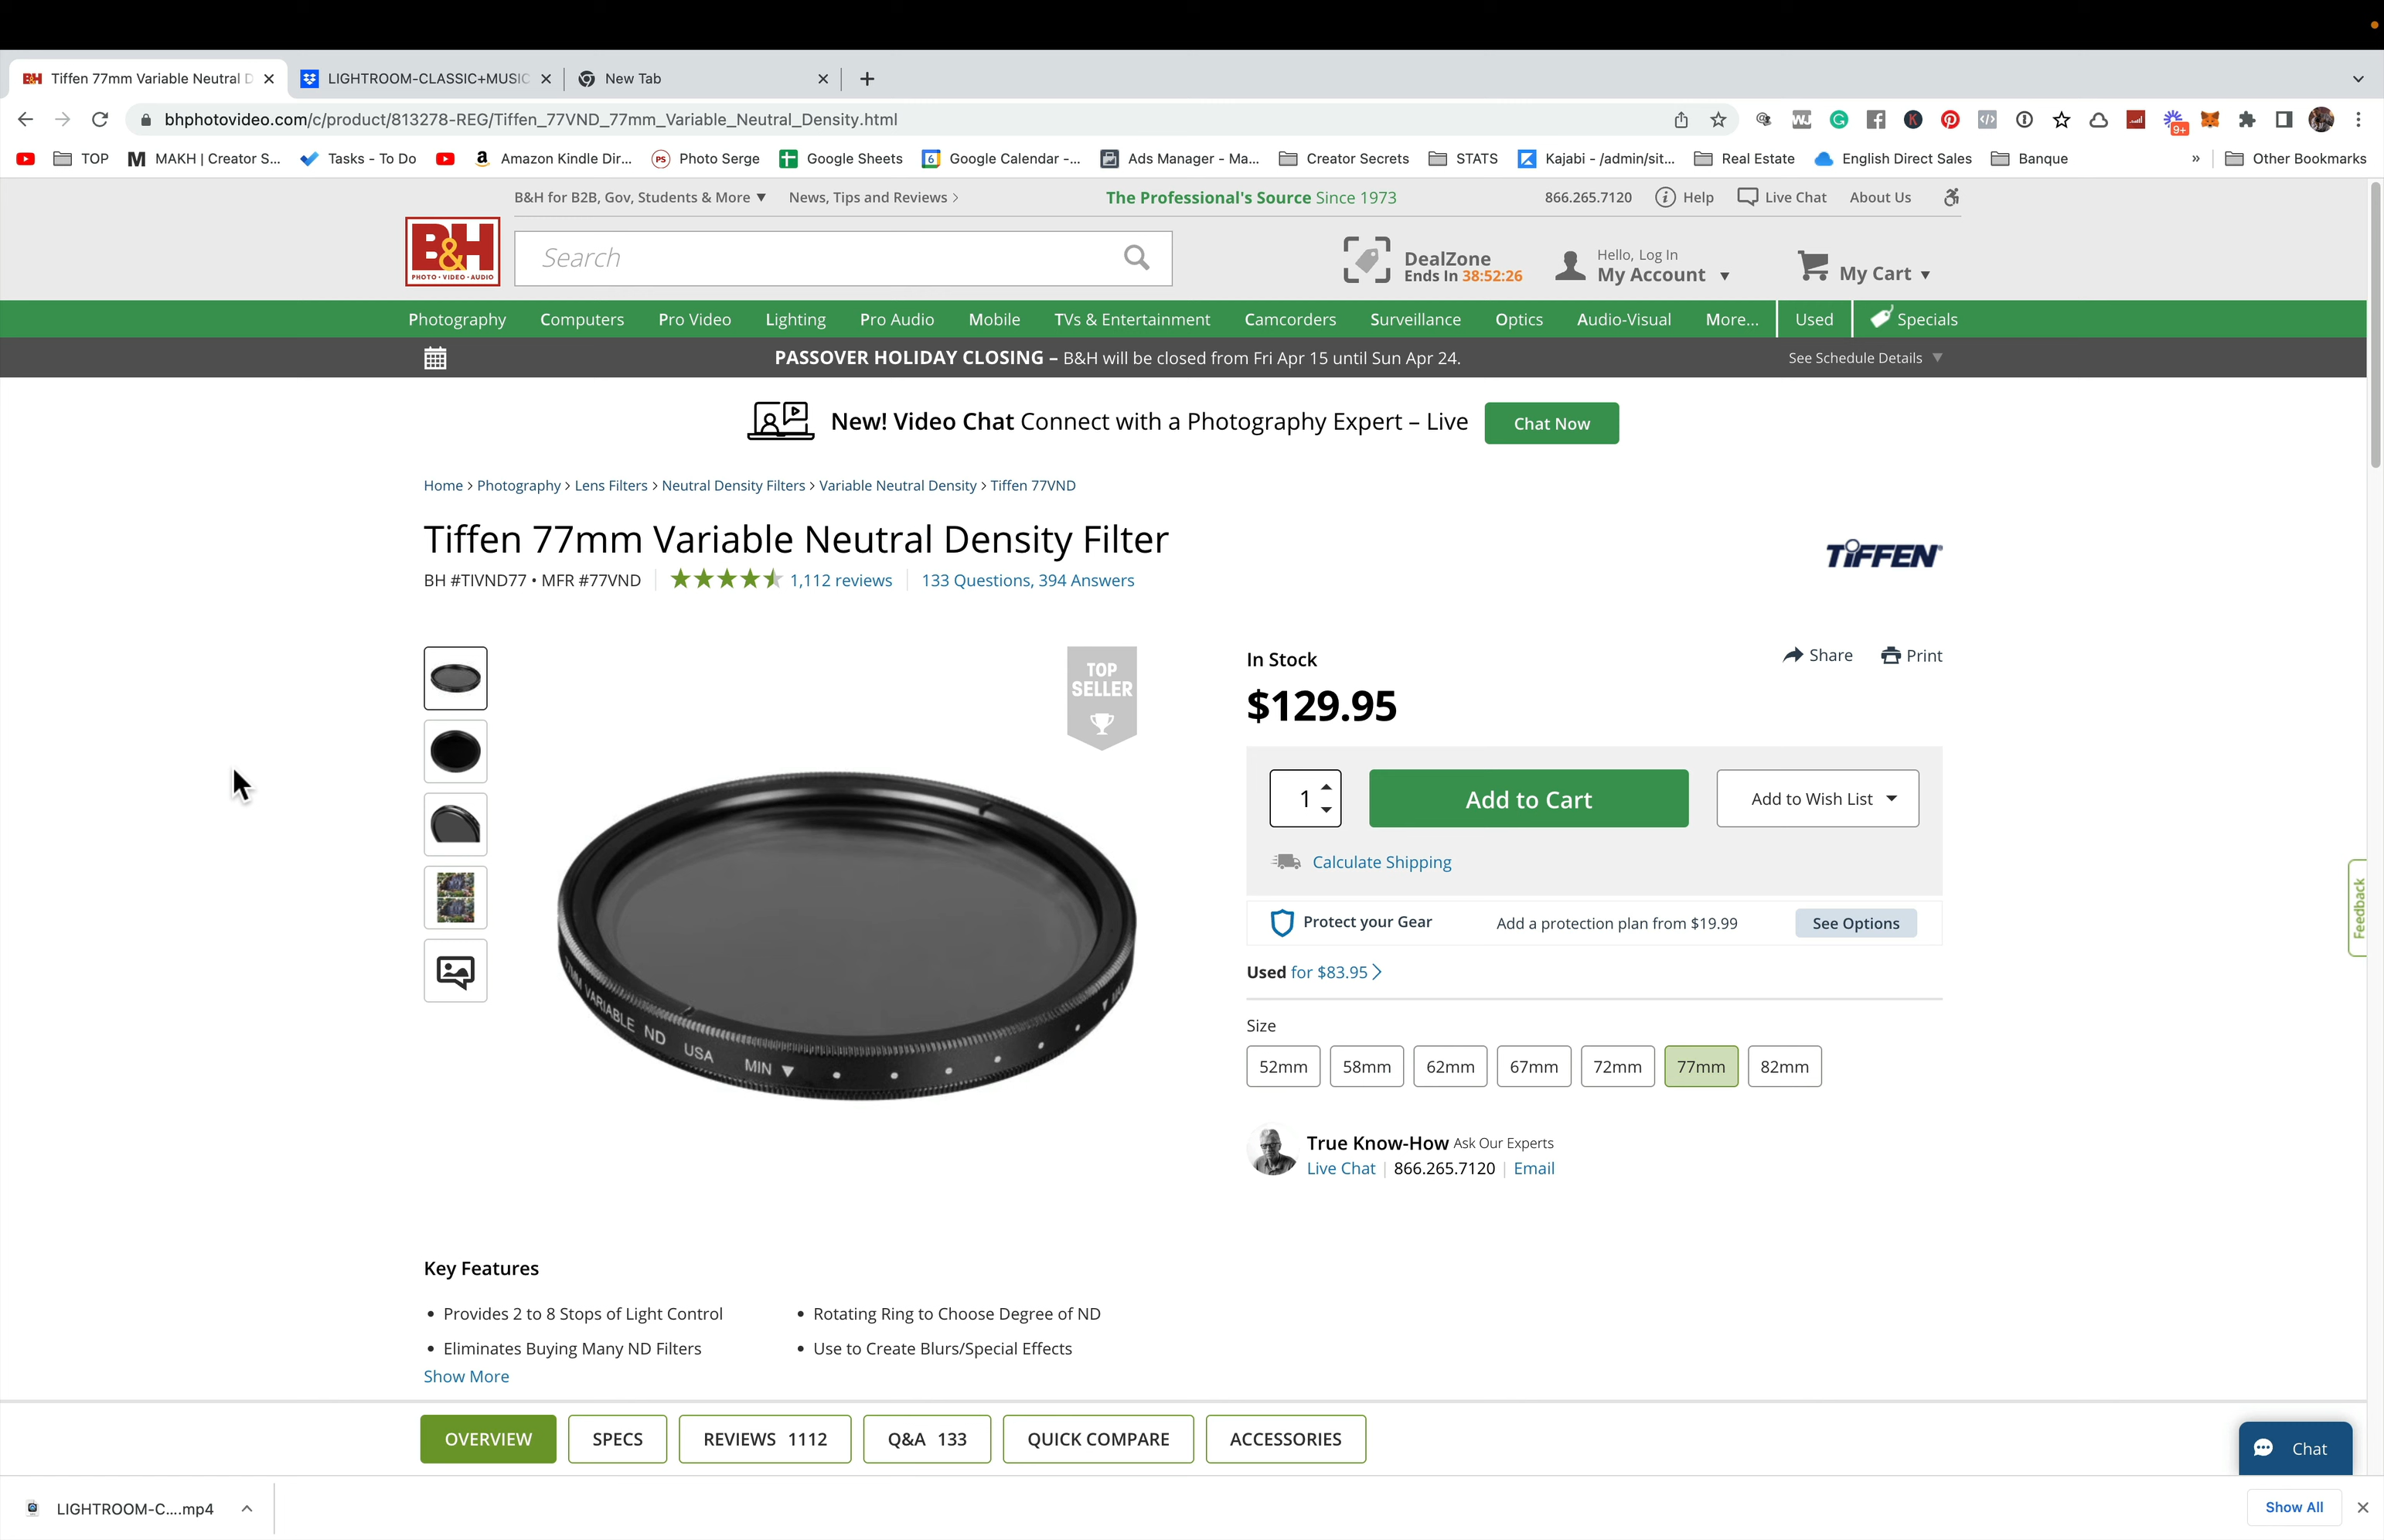 Tiffen 77mm Variable Neutral D
LIGHTROOM-CLASSIC+MUSIC
New Tab
bhphotovideo.com/c/product/813278-REG/Tiffen_77VND_77mm_Variable_Neutral_Density.html
9+
TOP
MAKH | Creator S...
Tasks - To Do
Amazon Kindle Dir...
Photo Serge
Google Sheets
Google Calendar -...
Ads Manager - Ma...
Creator Secrets
STATS
Kajabi - /admin/sit...
Real Estate
English Direct Sales
Banque
»
Other Bookmarks
B&H for B2B, Gov, Students & More ▼
News, Tips and Reviews >
The Professional's Source Since 1973
866.265.7120
Help
Live Chat
About Us
B&H
PHOTO • VIDEO • AUDIO
Search
DealZone
Ends In 38:52:26
Hello, Log In
My Account ▼
My Cart ▼
Photography
Computers
Pro Video
Lighting
Pro Audio
Mobile
TVs & Entertainment
Camcorders
Surveillance
Optics
Audio-Visual
More...
Used
Specials
PASSOVER HOLIDAY CLOSING – B&H will be closed from Fri Apr 15 until Sun Apr 24.
See Schedule Details ▼
New! Video Chat Connect with a Photography Expert – Live
Chat Now
Home > Photography > Lens Filters > Neutral Density Filters > Variable Neutral Density > Tiffen 77VND
Tiffen 77mm Variable Neutral Density Filter
TIFFEN®
BH #TIVND77 • MFR #77VND
1,112 reviews
133 Questions, 394 Answers
TOP
SELLER
77MM VARIABLE ND USA MIN ▼
▼ MAX
In Stock
Share
Print
$129.95
1
Add to Cart
Add to Wish List
Calculate Shipping
Protect your Gear
Add a protection plan from $19.99
See Options
Used for $83.95 >
Feedback
Size
52mm
58mm
62mm
67mm
72mm
77mm
82mm
True Know-How Ask Our Experts
Live Chat | 866.265.7120 | Email
Key Features
• Provides 2 to 8 Stops of Light Control
• Rotating Ring to Choose Degree of ND
• Eliminates Buying Many ND Filters
• Use to Create Blurs/Special Effects
Show More
OVERVIEW
SPECS
REVIEWS 1112
Q&A 133
QUICK COMPARE
ACCESSORIES
Chat
LIGHTROOM-C....mp4
Show All